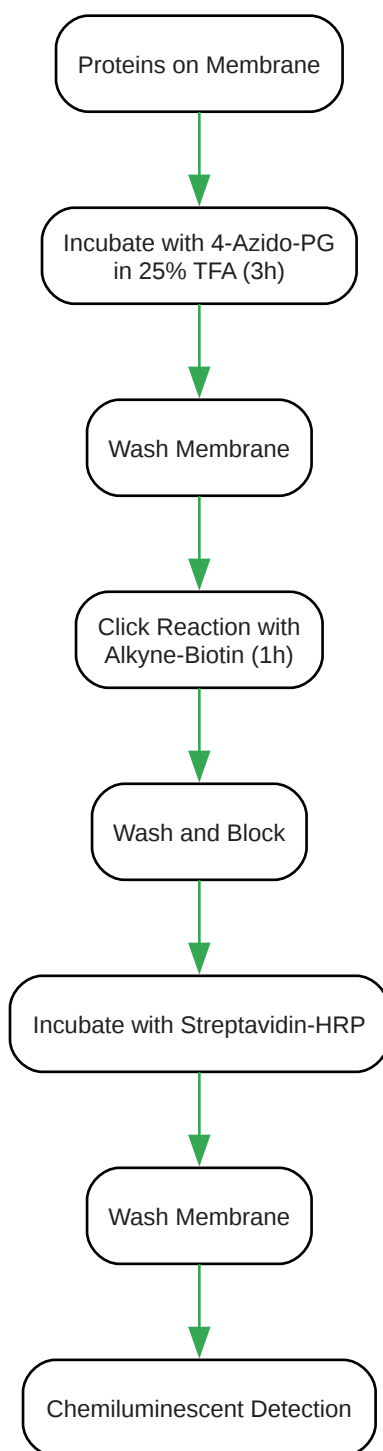 Proteins on Membrane
Incubate with 4-Azido-PG
in 25% TFA (3h)
Wash Membrane
Click Reaction with
Alkyne-Biotin (1h)
Wash and Block
Incubate with Streptavidin-HRP
Wash Membrane
Chemiluminescent Detection